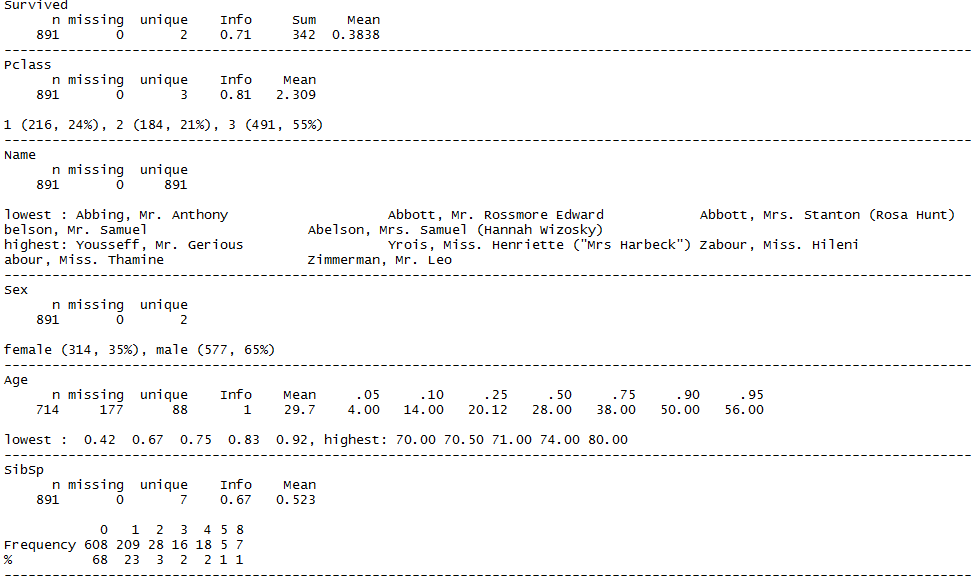 Survived
n missing unique Info Sum Mean
891 0 2 0.71 342 0.3838
--------------------------------------------------------------------------------
Pclass
n missing unique Info Mean
891 0 3 0.81 2.309
1 (216, 24%), 2 (184, 21%), 3 (491, 55%)
--------------------------------------------------------------------------------
Name
n missing unique
891 0 891
lowest : Abbing, Mr. Anthony Abbott, Mr. Rossmore Edward Abbott, Mrs. Stanton (Rosa Hunt)
belson, Mr. Samuel Abelson, Mrs. Samuel (Hannah Wizosky)
highest: Yousseff, Mr. Gerious Yrois, Miss. Henriette ("Mrs Harbeck") Zabour, Miss. Hileni
abour, Miss. Thamine Zimmerman, Mr. Leo
--------------------------------------------------------------------------------
Sex
n missing unique
891 0 2
female (314, 35%), male (577, 65%)
--------------------------------------------------------------------------------
Age
n missing unique Info Mean .05 .10 .25 .50 .75 .90 .95
714 177 88 1 29.7 4.00 14.00 20.12 28.00 38.00 50.00 56.00
lowest : 0.42 0.67 0.75 0.83 0.92, highest: 70.00 70.50 71.00 74.00 80.00
--------------------------------------------------------------------------------
SibSp
n missing unique Info Mean
891 0 7 0.67 0.523
0 1 2 3 4 5 8
Frequency 608 209 28 16 18 5 7
% 68 23 3 2 2 1 1
--------------------------------------------------------------------------------